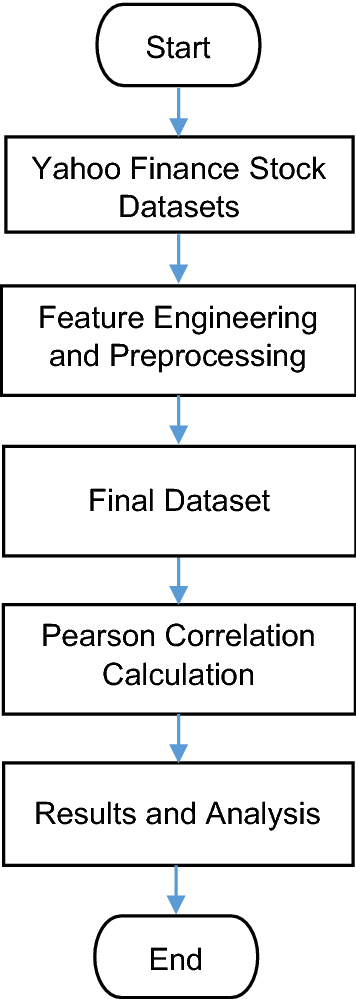 Start
Yahoo Finance Stock
Datasets
Feature Engineering
and Preprocessing
Final Dataset
Pearson Correlation
Calculation
Results and Analysis
End